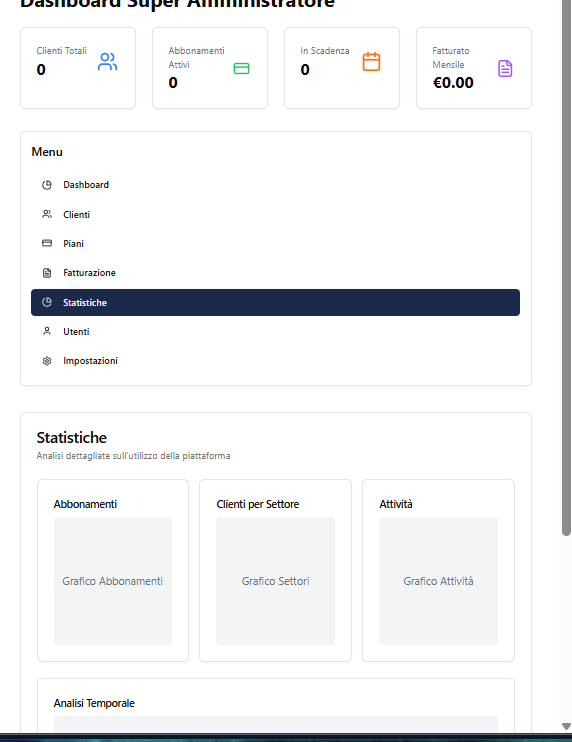 Dashboard Super Amministratore
Clienti Totali
0
Abbonamenti
Attivi
0
In Scadenza
0
Fatturato
Mensile
€0.00
Menu
Dashboard
Clienti
Piani
Fatturazione
Statistiche
Utenti
Impostazioni
Statistiche
Analisi dettagliate sull'utilizzo della piattaforma
Abbonamenti
Grafico Abbonamenti
Clienti per Settore
Grafico Settori
Attività
Grafico Attività
Analisi Temporale